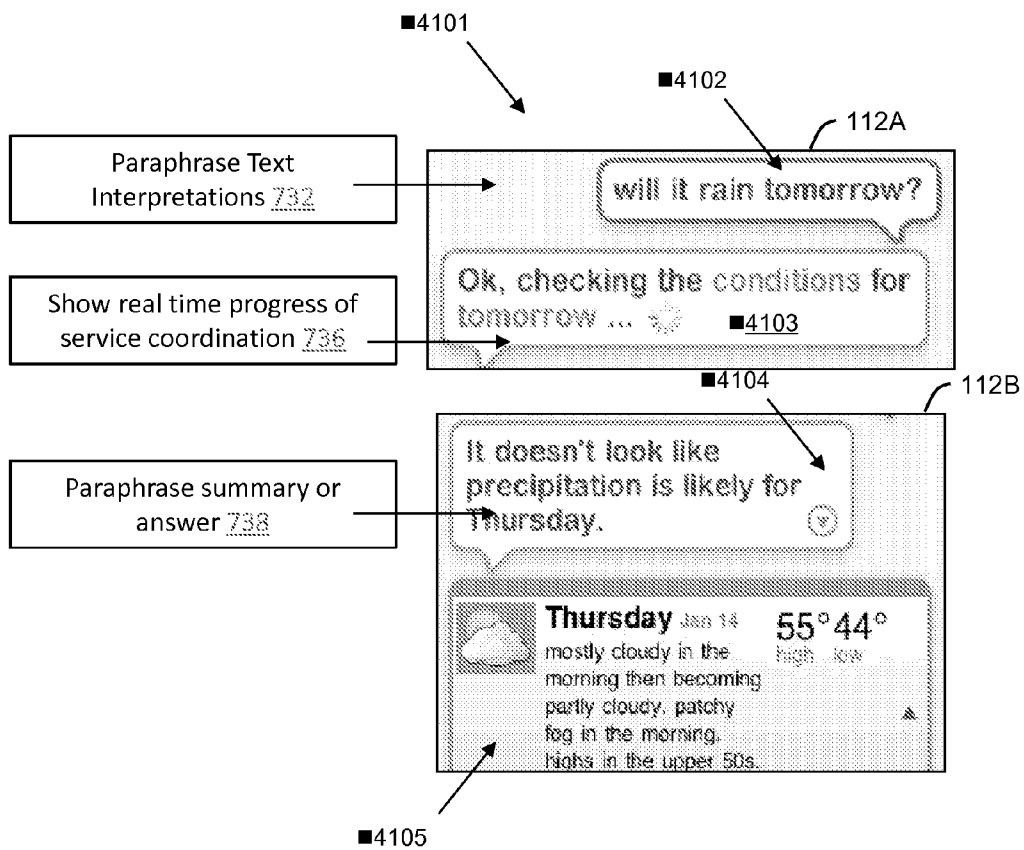 ■4101
■4102
112A
Paraphrase Text
Interpretations 732
will it rain tomorrow?
Show real time progress of
service coordination 736
Ok, checking the conditions for
tomorrow ...
■4103
■4104
112B
Paraphrase summary or
answer 738
It doesn't look like
precipitation is likely for
Thursday.
Thursday Jan 14
55° 44°
high low
mostly cloudy in the
morning then becoming
partly cloudy. patchy
fog in the morning.
highs in the upper 50s.
■4105